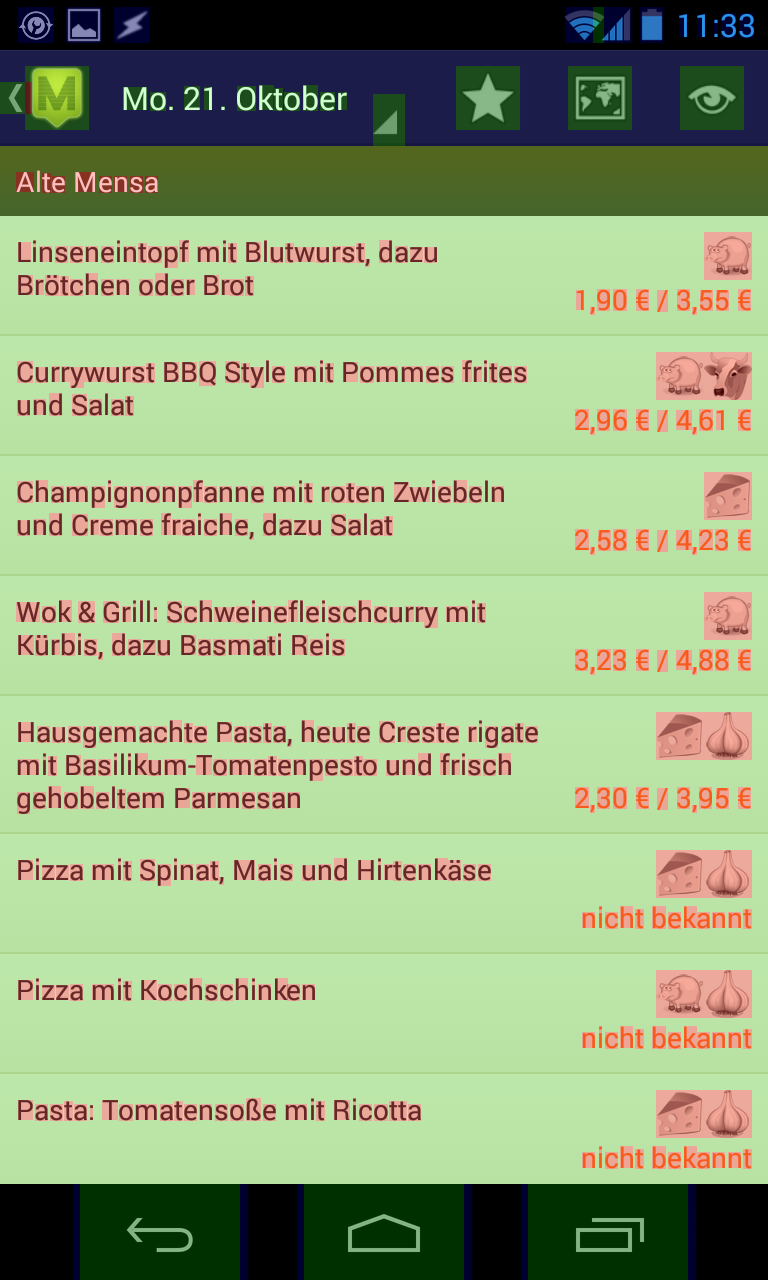 11:33
M Mo. 21. Oktober
Alte Mensa
Linseneintopf mit Blutwurst, dazu
Brötchen oder Brot
1,90 € / 3,55 €
Currywurst BBQ Style mit Pommes frites
und Salat
2,96 € / 4,61 €
Champignonpfanne mit roten Zwiebeln
und Creme fraiche, dazu Salat
2,58 € / 4,23 €
Wok & Grill: Schweinefleischcurry mit
Kürbis, dazu Basmati Reis
3,23 € / 4,88 €
Hausgemachte Pasta, heute Creste rigate
mit Basilikum-Tomatenpesto und frisch
gehobeltem Parmesan
2,30 € / 3,95 €
Pizza mit Spinat, Mais und Hirtenkäse
nicht bekannt
Pizza mit Kochschinken
nicht bekannt
Pasta: Tomatensoße mit Ricotta
nicht bekannt